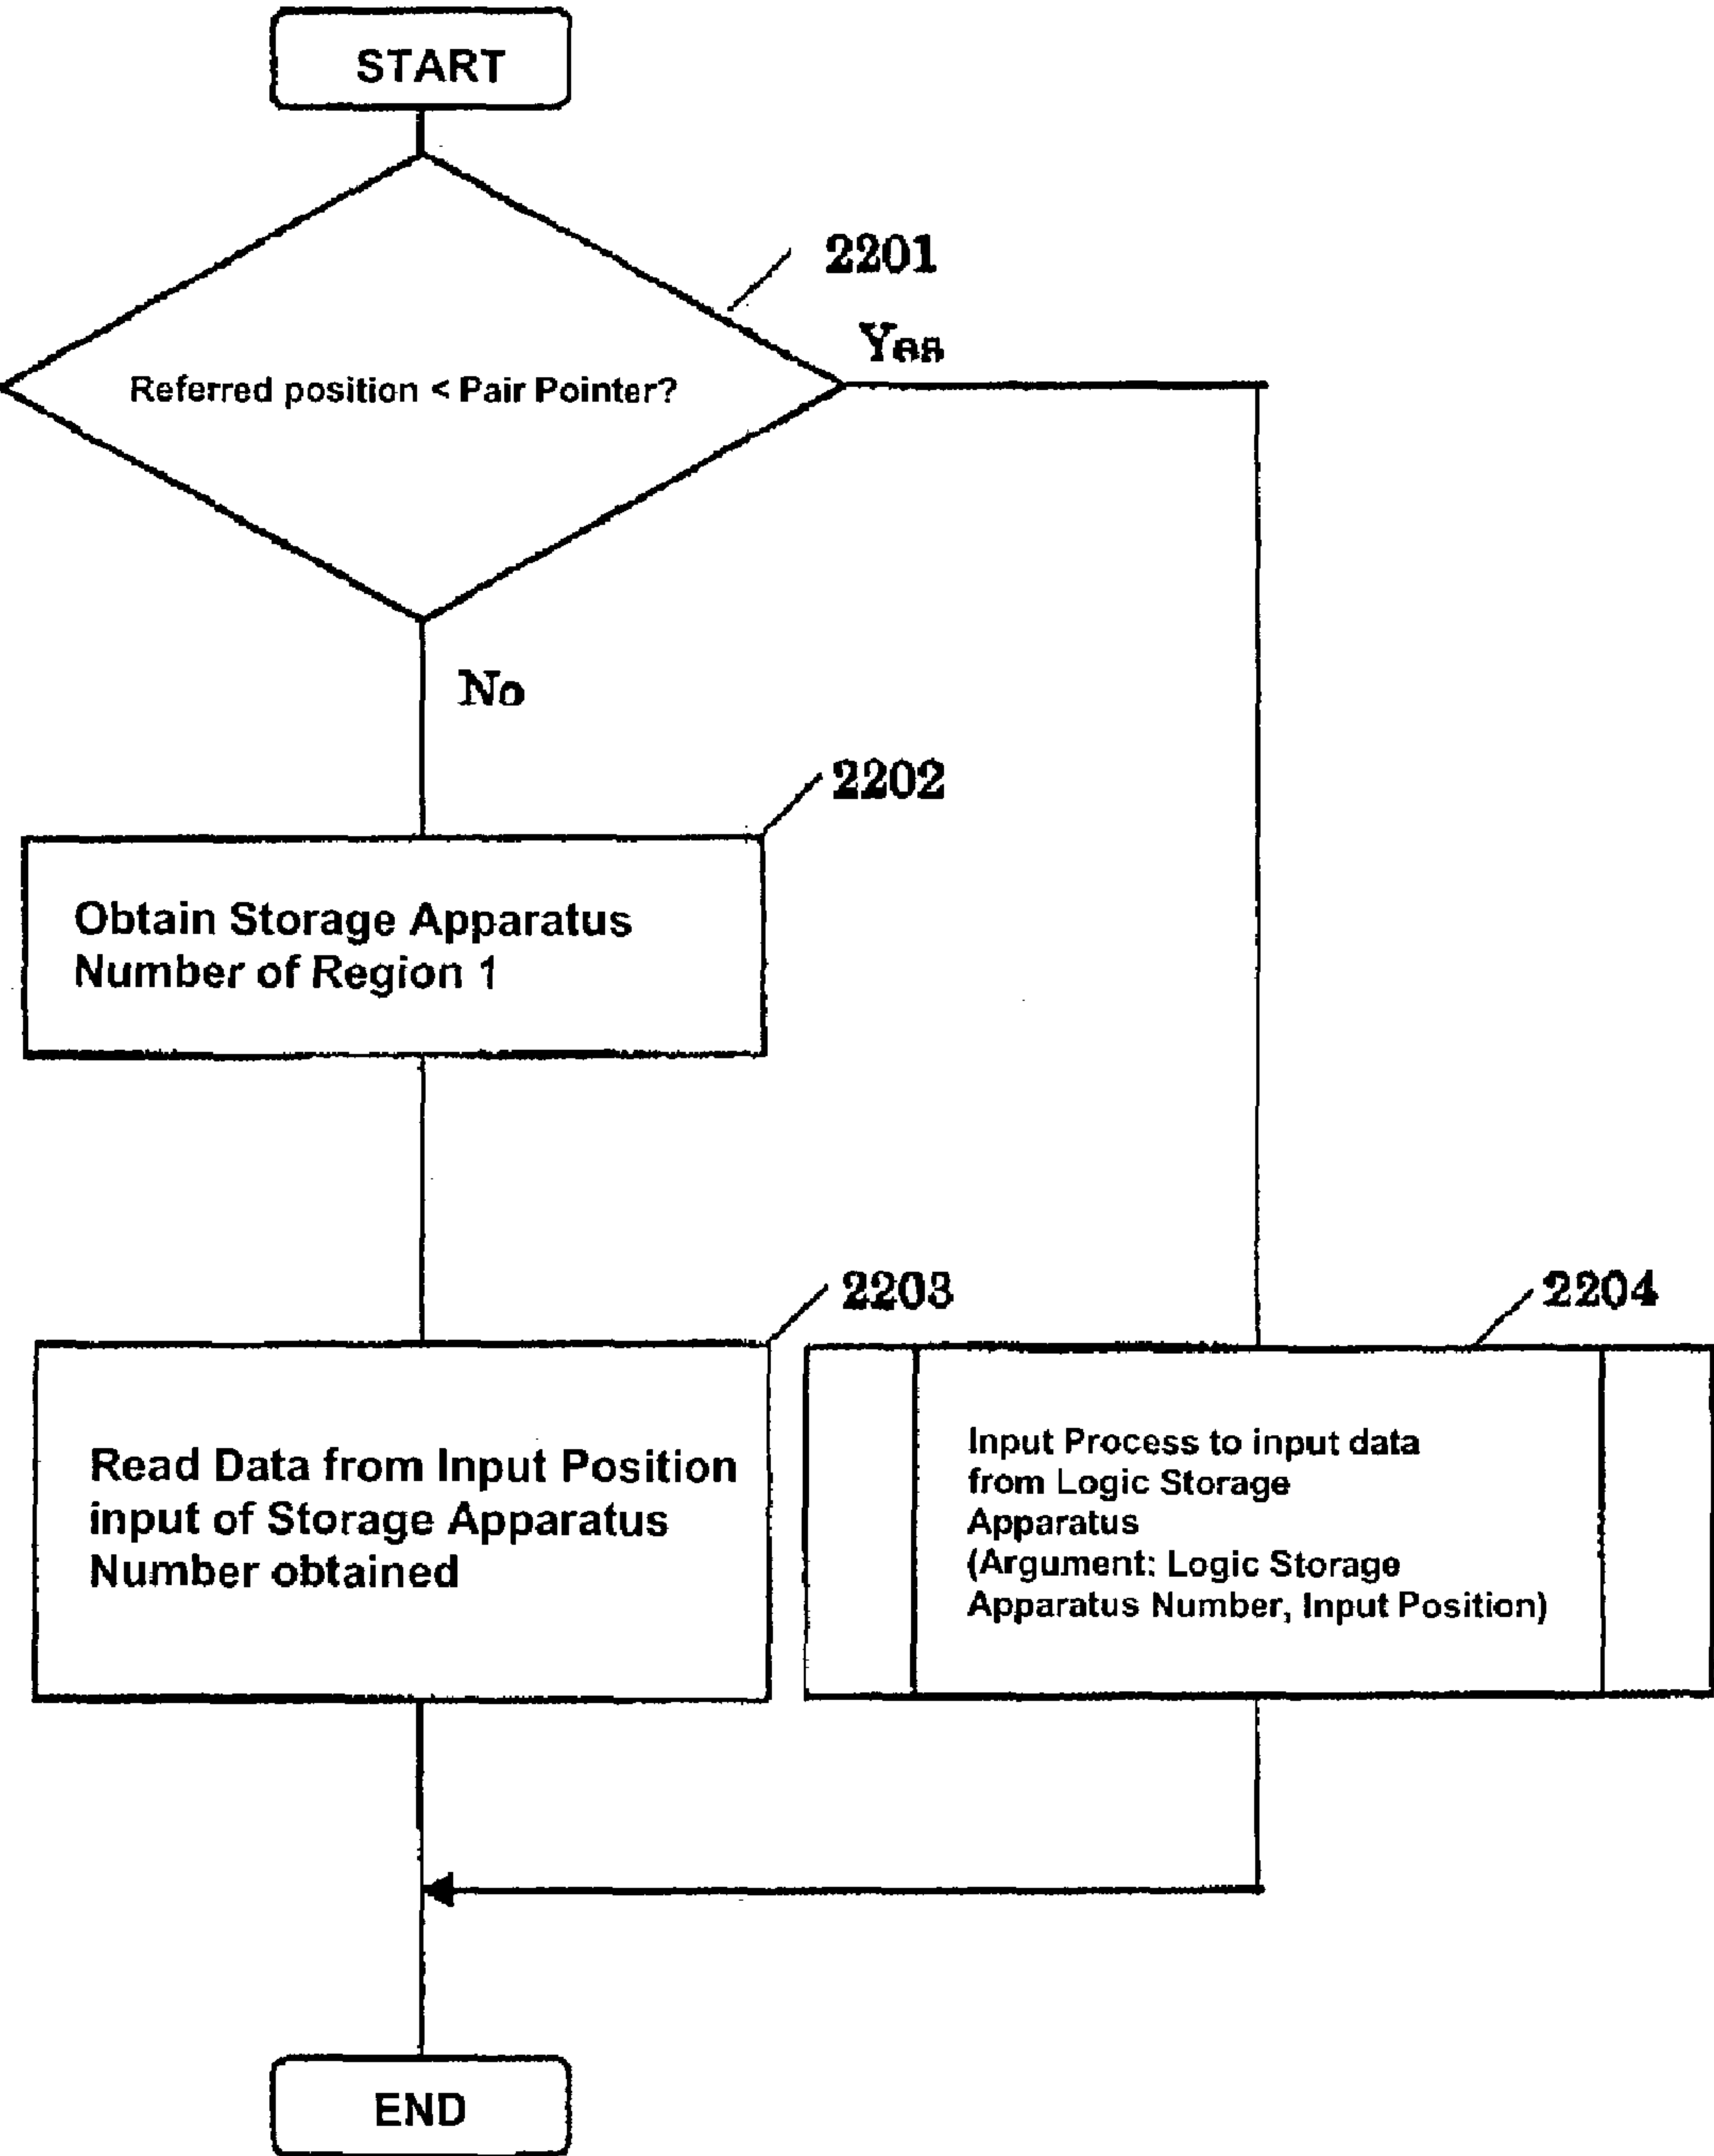 START
2201
Yes
Referred position < Pair Pointer?
No
2202
Obtain Storage Apparatus
Number of Region 1
2203
2204
Read Data from Input Position
input of Storage Apparatus
Number obtained
Input Process to input data
from Logic Storage
Apparatus
(Argument: Logic Storage
Apparatus Number, Input Position)
END